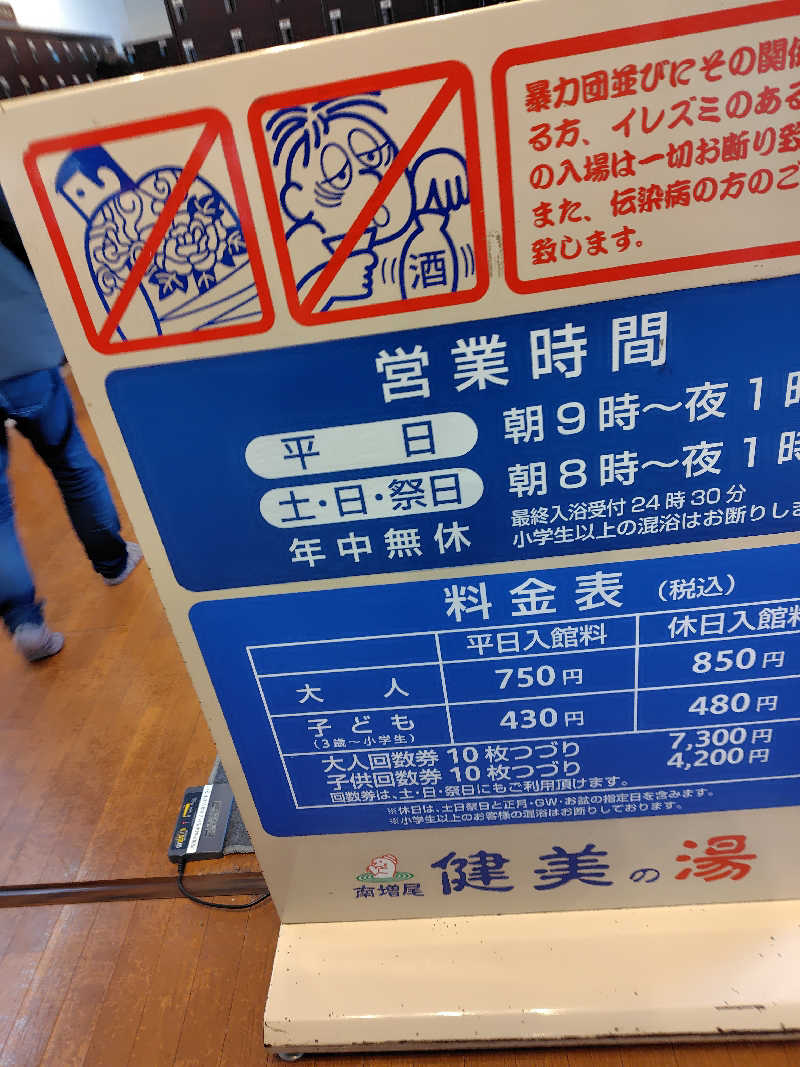 暴力団並びにその関係
る方、イレズミのある
の入場は一切お断り致
また、伝染病の方のご
致します。
酒
営業時間
平日 朝9時～夜1時
土・日・祭日 朝8時～夜1時
最終入浴受付24時30分
年中無休
小学生以上の混浴はお断りしま
料金表 (税込)
平日入館料 休日入館料
大人 750円 850円
子ども 430円 480円
(3歳～小学生)
大人回数券 10枚つづり 7,300円
子供回数券 10枚つづり 4,200円
回数券は、土・日・祭日にもご利用頂けます。
※休日は、土日祭日と正月・GW・お盆の指定日を含みます。
※小学生以上のお客様の混浴はお断りしております。
南増尾 健美の湯